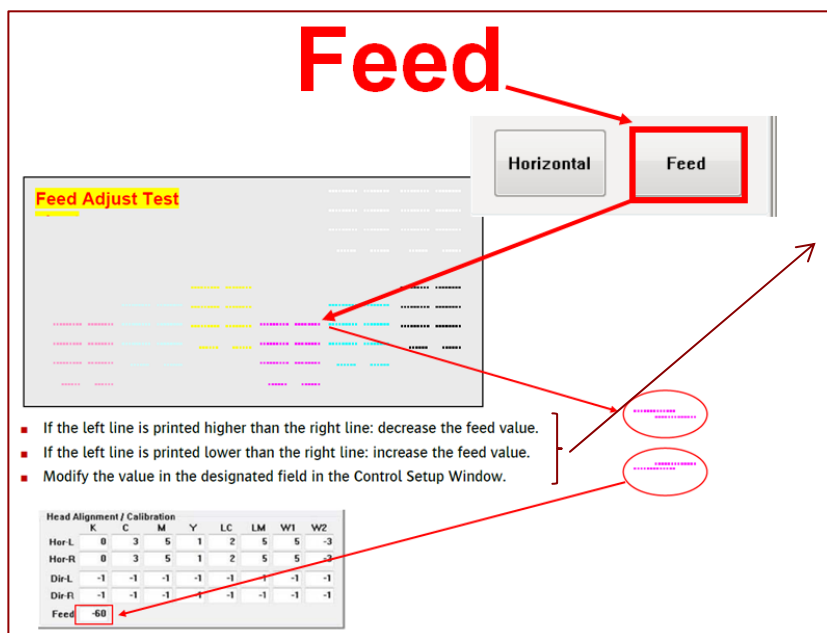 Feed
Horizontal Feed
Feed Adjust Test
If the left line is printed higher than the right line: decrease the feed value.
If the left line is printed lower than the right line: increase the feed value.
Modify the value in the designated field in the Control Setup Window.
Head Alignment / Calibration
K C M Y LC LM W1 W2
Hor-L 0 3 5 1 2 5 5 -3
Hor-R 0 3 5 1 2 5 5 -3
Dir-L -1 -1 -1 -1 -1 -1 -1 -1
Dir-R -1 -1 -1 -1 -1 -1 -1 -1
Feed -60